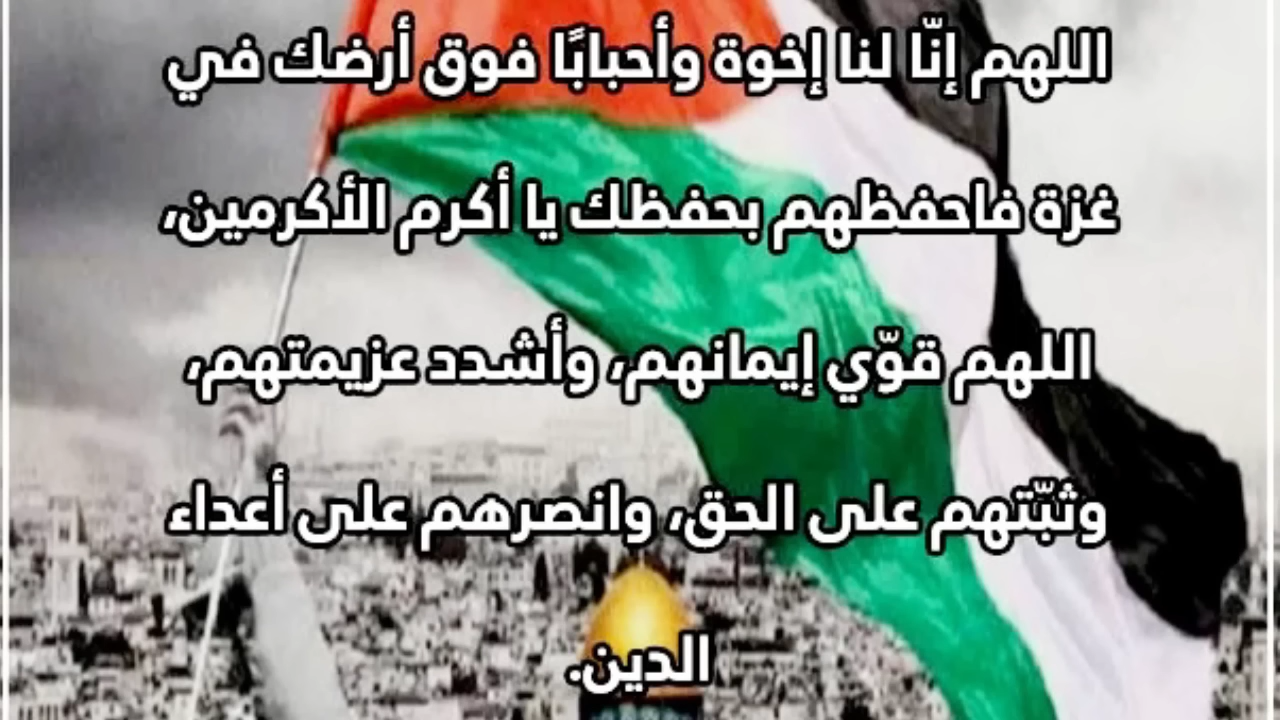 اللهم إنّا لنا إخوة وأحبابًا فوق أرضك في
غزة فاحفظهم بحفظك يا أكرم الأكرمين،
اللهم قوّي إيمانهم، وأشدد عزيمتهم،
وثبّتهم على الحق، وانصرهم على أعداء
الدين.